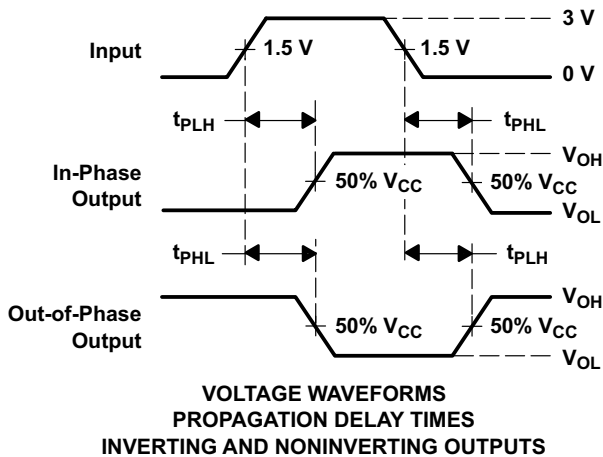 3 V
Input
1.5 V
1.5 V
0 V
tPLH
tPHL
In-Phase
Output
VOH
50% VCC
50% VCC
VOL
tPHL
tPLH
Out-of-Phase
Output
VOH
50% VCC
50% VCC
VOL
VOLTAGE WAVEFORMS
PROPAGATION DELAY TIMES
INVERTING AND NONINVERTING OUTPUTS